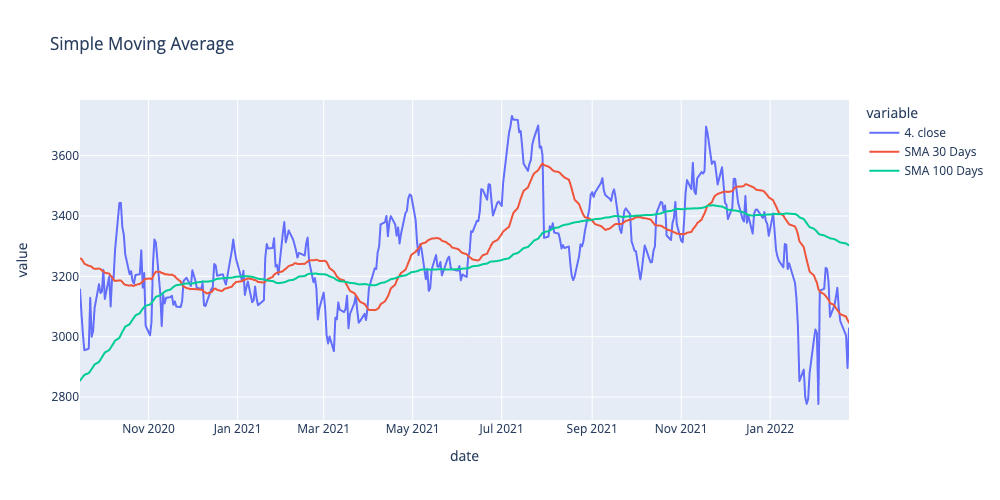 Simple Moving Average
variable
4. close
SMA 30 Days
SMA 100 Days
value
3600
3400
3200
3000
2800
Nov 2020
Jan 2021
Mar 2021
May 2021
Jul 2021
Sep 2021
Nov 2021
Jan 2022
date